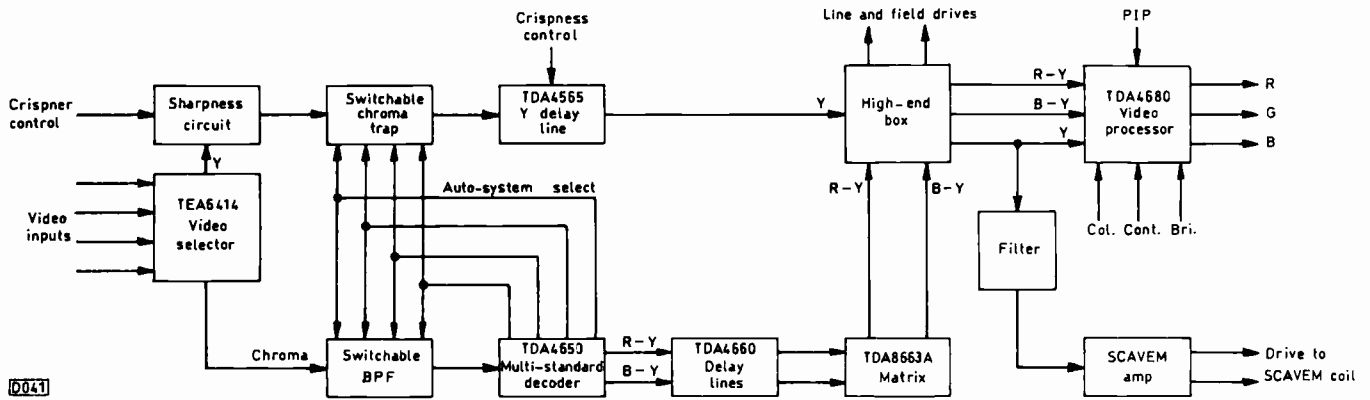 Line and field drives
PIP
Crispness
control
Crispner
control
Sharpness
circuit
Switchable
chroma
trap
TDA4565
Y delay
line
Y
High-end
box
R-Y
B-Y
Y
TDA4680
Video
processor
R
G
B
Y
TEA6414
Video
selector
Video
inputs
Auto-system select
R-Y
B-Y
Col. Cont. Bri.
Filter
Chroma
Switchable
BPF
TDA4650
Multi-standard
decoder
R-Y
B-Y
TDA4660
Delay
lines
TDA8663A
Matrix
SCAVEM
amp
Drive to
SCAVEM coil
D041